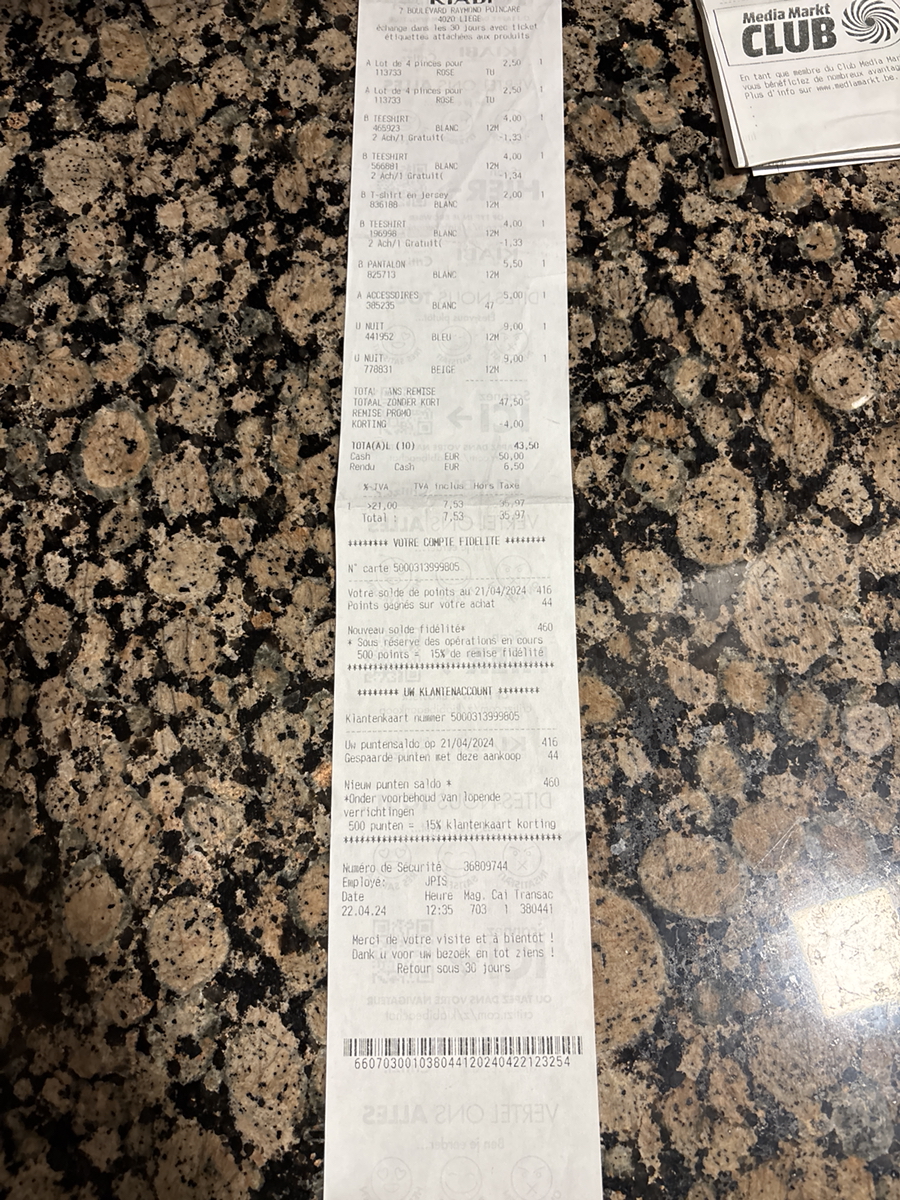 KIABI
7 BOULEVARD RAYMOND POINCARE
4020 LIEGE
échange dans les 30 jours avec ticket
étiquettes attachées aux produits
A Lot de 4 pinces pour 2,50 1
113733 ROSE TU
A Lot de 4 pinces pour 2,50 1
113733 ROSE TU
B TEESHIRT 4,00 1
465923 BLANC 12M
2 Ach/1 Gratuit( -1,33
B TEESHIRT 4,00 1
566881 BLANC 12M
2 Ach/1 Gratuit( -1,34
B T-shirt en jersey 2,00 1
836188 BLANC 12M
B TEESHIRT 4,00 1
196998 BLANC 12M
2 Ach/1 Gratuit( -1,33
B PANTALON 5,50 1
825713 BLANC 12M
A ACCESSOIRES 5,00 1
385235 BLANC 47
U NUIT 9,00 1
441952 BLEU 12M
U NUIT 9,00 1
778831 BEIGE 12M
TOTAL SANS REMISE
TOTAAL ZONDER KORT 47,50
REMISE PROMO
KORTING -4,00
TOTA(A)L (10) 43,50
Cash EUR 50,00
Rendu Cash EUR 6,50
% TVA TVA inclus Hors Taxe
1 >21,00 7,53 35,97
Total 7,53 35,97
******** VOTRE COMPTE FIDELITE ********
N° carte 5000313999805
Votre solde de points au 21/04/2024 416
Points gagnés sur votre achat 44
Nouveau solde fidélité* 460
* Sous réserve des opérations en cours
500 points = 15% de remise fidélité
******** UW KLANTENACCOUNT ********
Klantenkaart nummer 5000313999805
Uw puntensaldo op 21/04/2024 416
Gespaarde punten met deze aankoop 44
Nieuw punten saldo * 460
*Onder voorbehoud van lopende
verrichtingen
500 punten = 15% klantenkaart korting
Numéro de Sécurité 36809744
Employé: JPIS
Date Heure Mag. Cai Transac
22.04.24 12:35 703 1 380441
Merci de votre visite et à bientôt !
Dank u voor uw bezoek en tot ziens !
Retour sous 30 jours
660703001038044120240422123254
Media Markt
CLUB
En tant que membre du Club Media Mar
vous bénéficiez de nombreux avantag
Plus d'info sur www.mediamarkt.be.